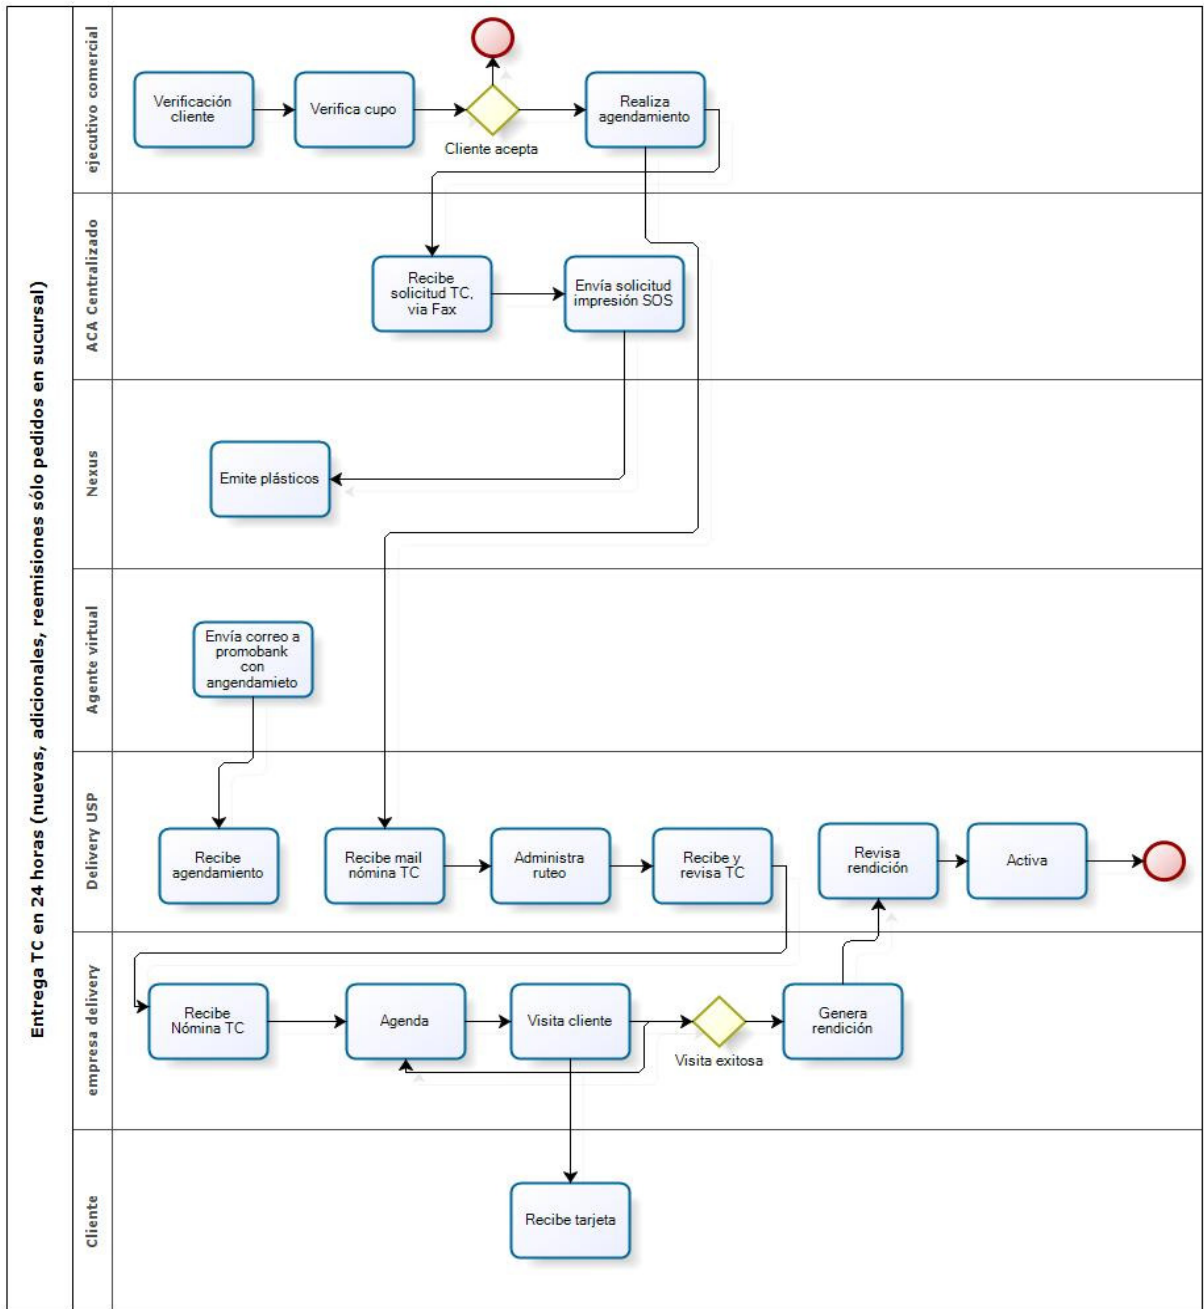 Entrega TC en 24 horas (nuevas, adicionales, reemisiones sólo pedidos en sucursal)
ejecutivo comercial
Verificación
cliente
Verifica cupo
Cliente acepta
Realiza
agendamiento
ACA Centralizado
Recibe
solicitud TC,
via Fax
Envía solicitud
impresión SOS
Nexus
Emite plásticos
Agente virtual
Envía correo a
promobank
con
angendamieto
Delivery USP
Recibe
agendamiento
Recibe mail
nómina TC
Administra
ruteo
Recibe y
revisa TC
Revisa
rendición
Activa
empresa delivery
Recibe
Nómina TC
Agenda
Visita cliente
Visita exitosa
Genera
rendición
Cliente
Recibe tarjeta